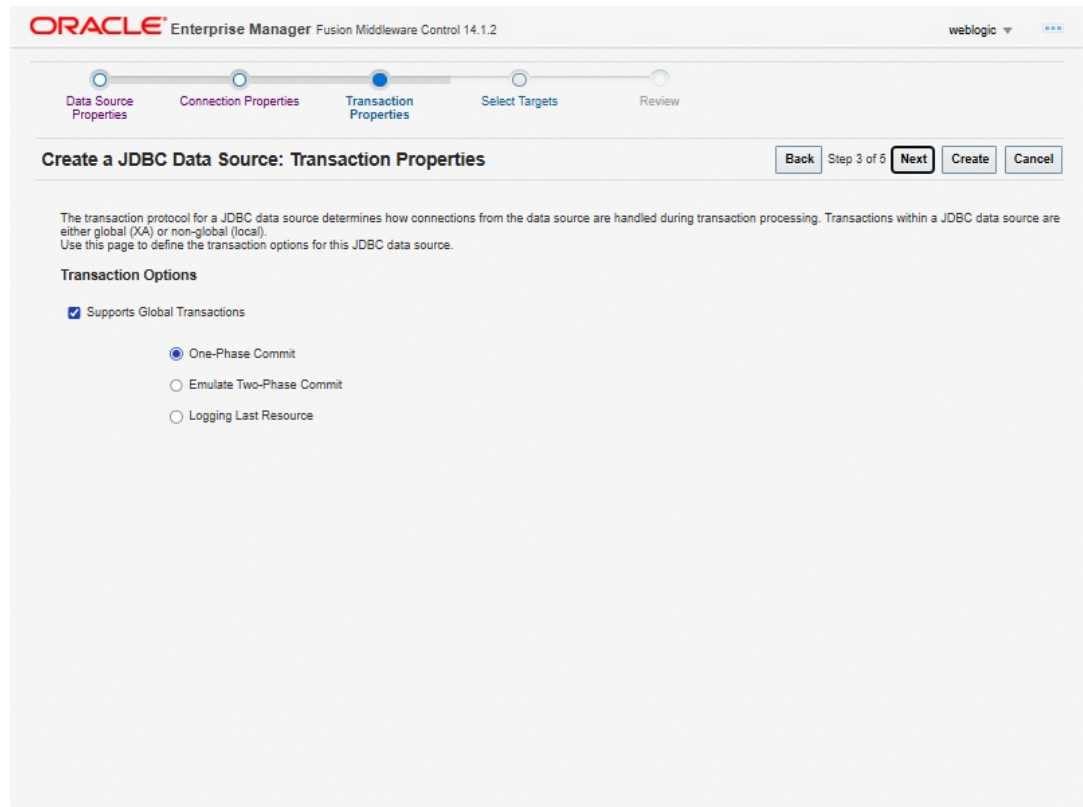 ORACLE Enterprise Manager Fusion Middleware Control 14.1.2
weblogic
Data Source
Properties
Connection Properties
Transaction
Properties
Select Targets
Review
Create a JDBC Data Source: Transaction Properties
Back Step 3 of 5 Next Create Cancel
The transaction protocol for a JDBC data source determines how connections from the data source are handled during transaction processing. Transactions within a JDBC data source are
either global (XA) or non-global (local).
Use this page to define the transaction options for this JDBC data source.
Transaction Options
Supports Global Transactions
One-Phase Commit
Emulate Two-Phase Commit
Logging Last Resource